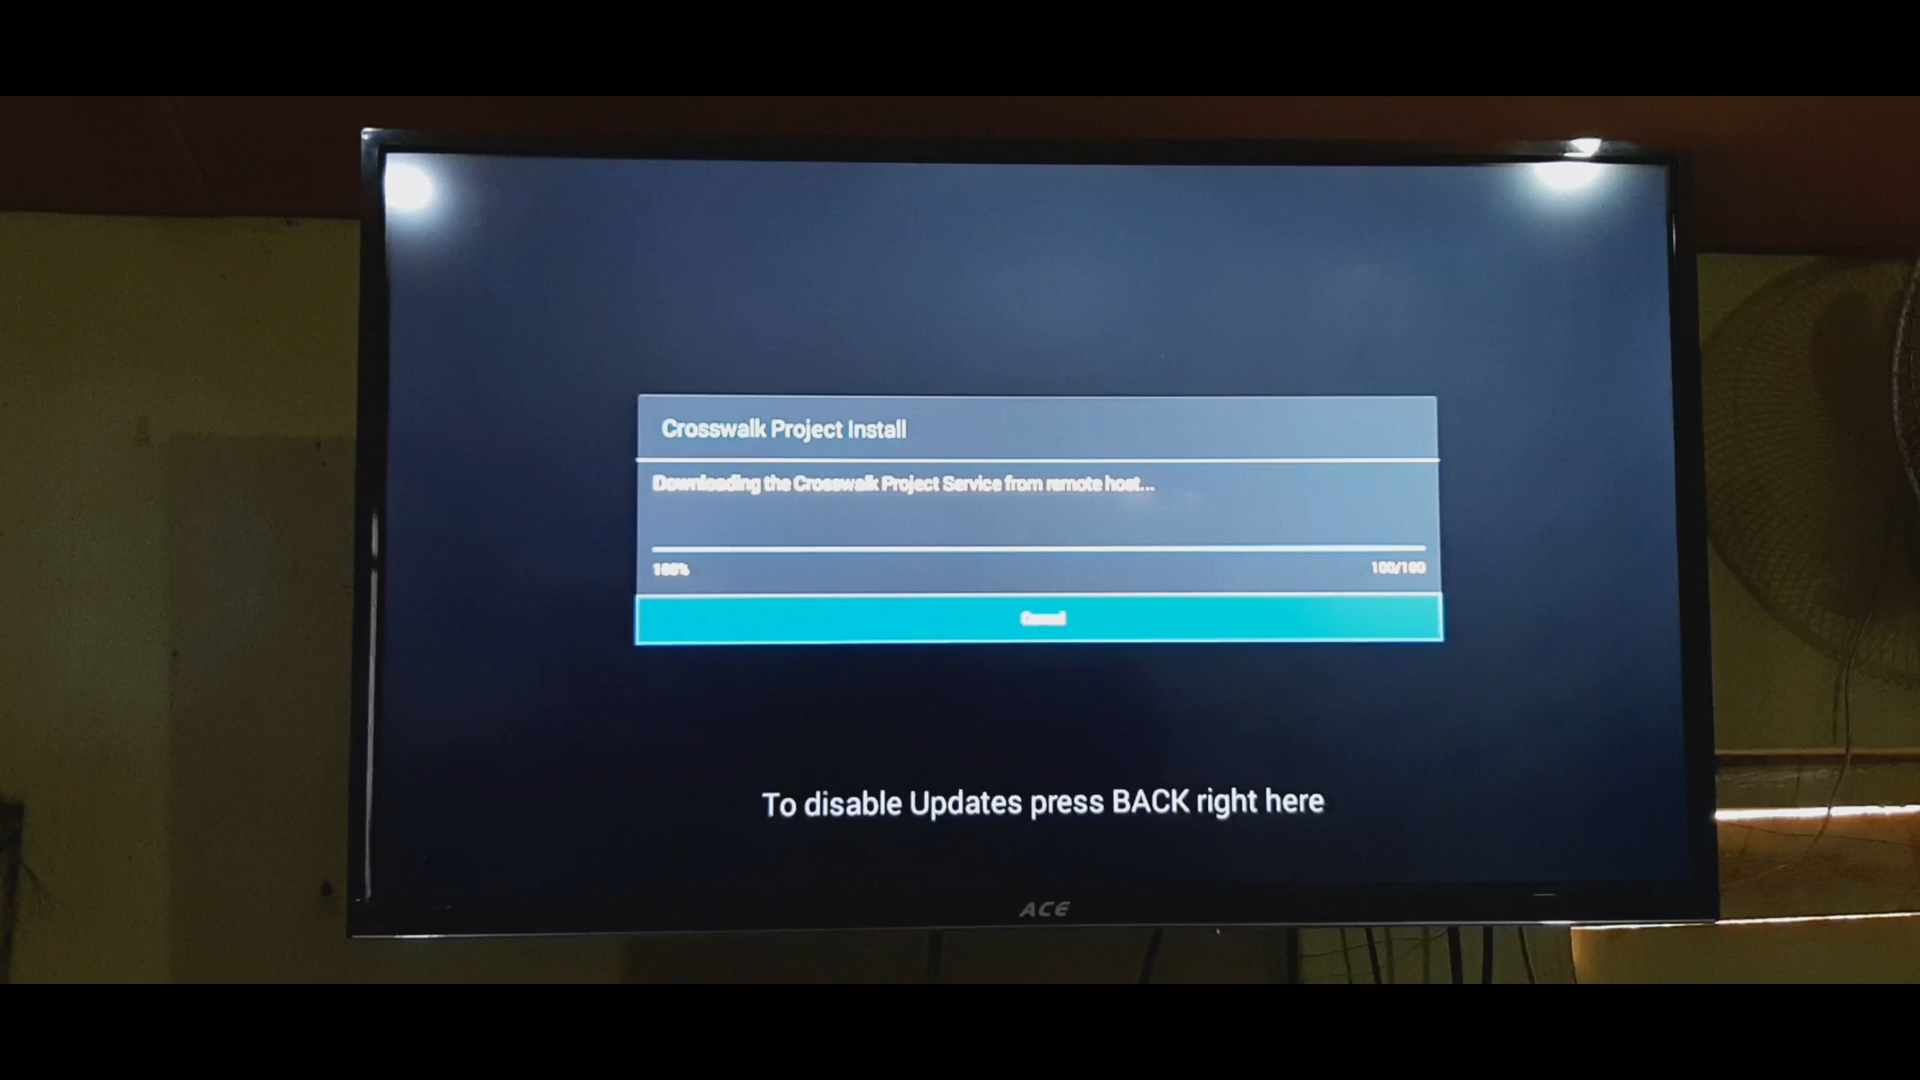 Crosswalk Project Install
Downloading the Crosswalk Project Service from remote host...
100%
100/100
Cancel
To disable Updates press BACK right here
ACE